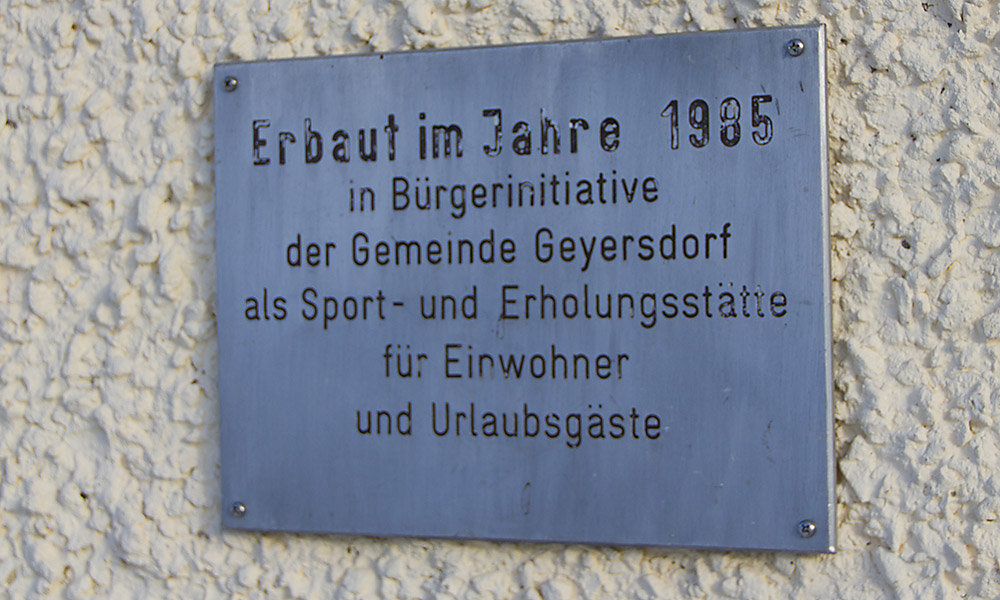 Erbaut im Jahre 1985
in Bürgerinitiative
der Gemeinde Geyersdorf
als Sport- und Erholungsstätte
für Einwohner
und Urlaubsgäste